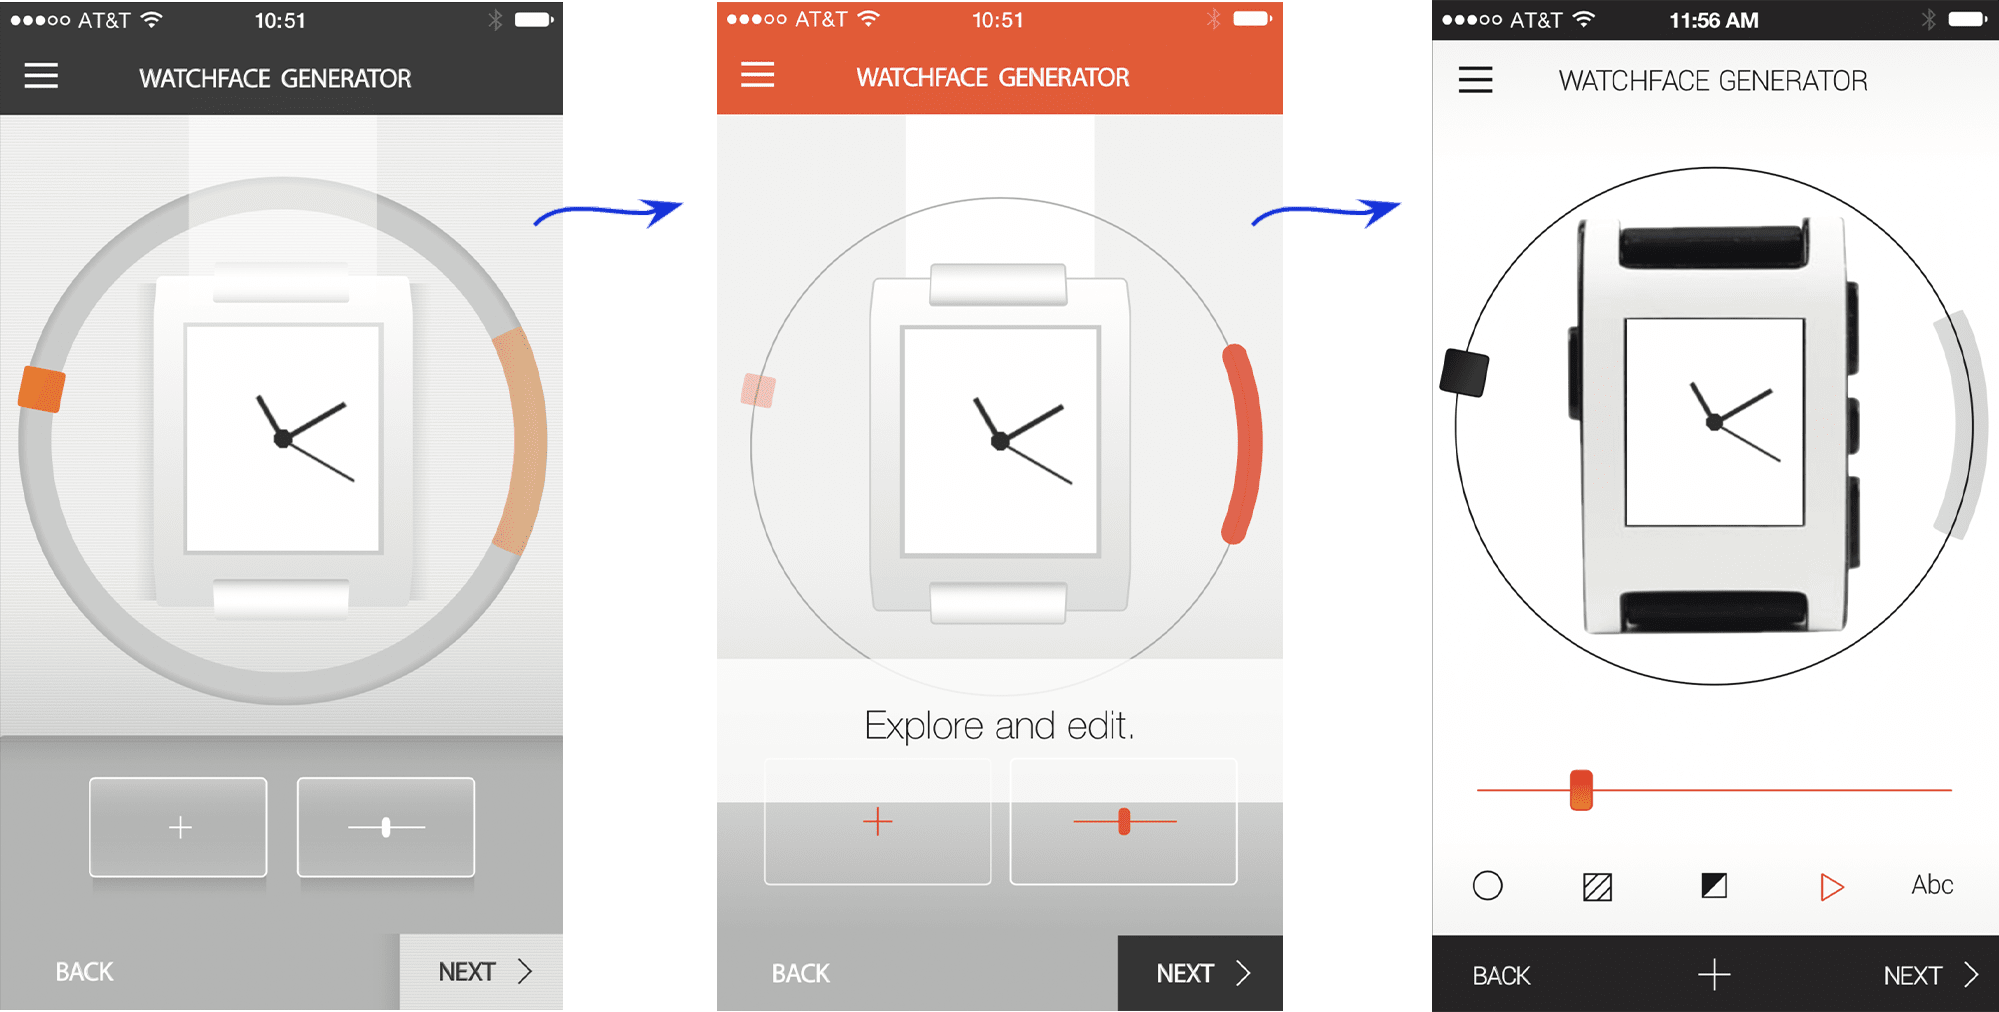 AT&T 10:51
WATCHFACE GENERATOR
BACK NEXT
AT&T 10:51
WATCHFACE GENERATOR
Explore and edit.
BACK NEXT
AT&T 11:56 AM
WATCHFACE GENERATOR
Abc
BACK NEXT